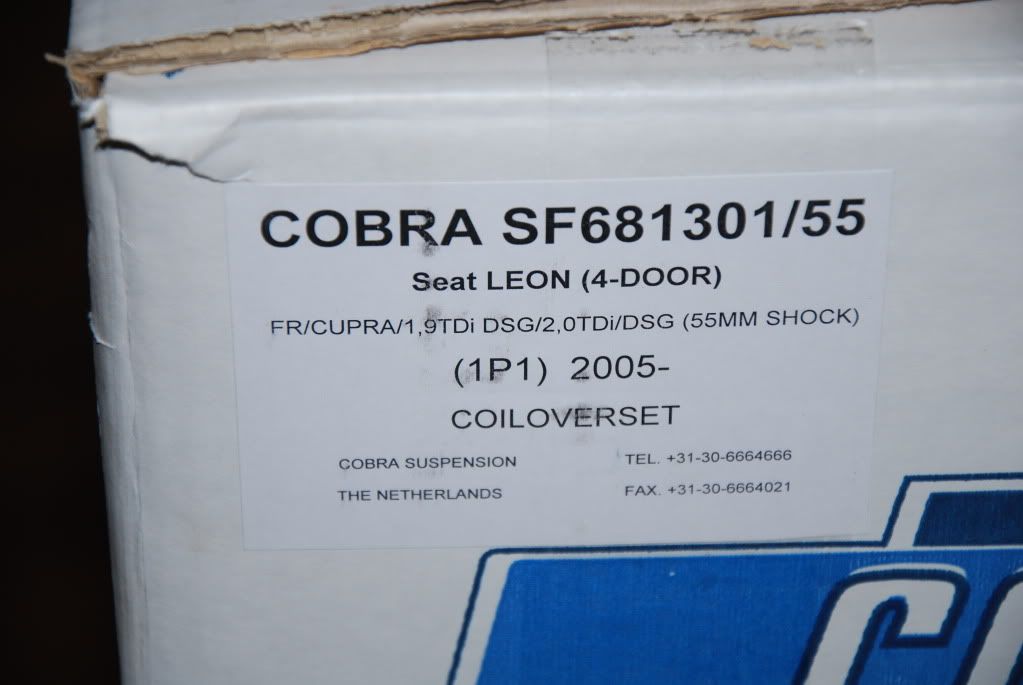 COBRA SF681301/55
Seat LEON (4-DOOR)
FR/CUPRA/1,9TDi DSG/2,0TDi/DSG (55MM SHOCK)
(1P1) 2005-
COILOVERSET
COBRA SUSPENSION
THE NETHERLANDS
TEL. +31-30-6664666
FAX. +31-30-6664021